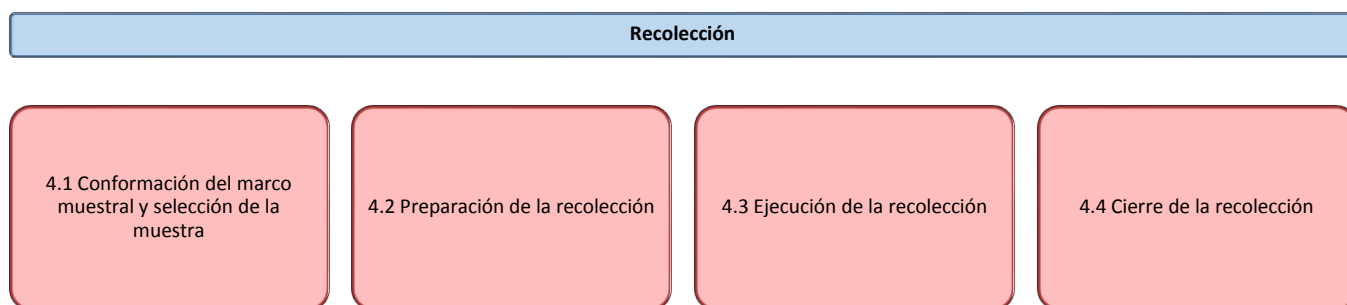 Recolección
4.1 Conformación del marco
muestral y selección de la
muestra
4.2 Preparación de la recolección
4.3 Ejecución de la recolección
4.4 Cierre de la recolección